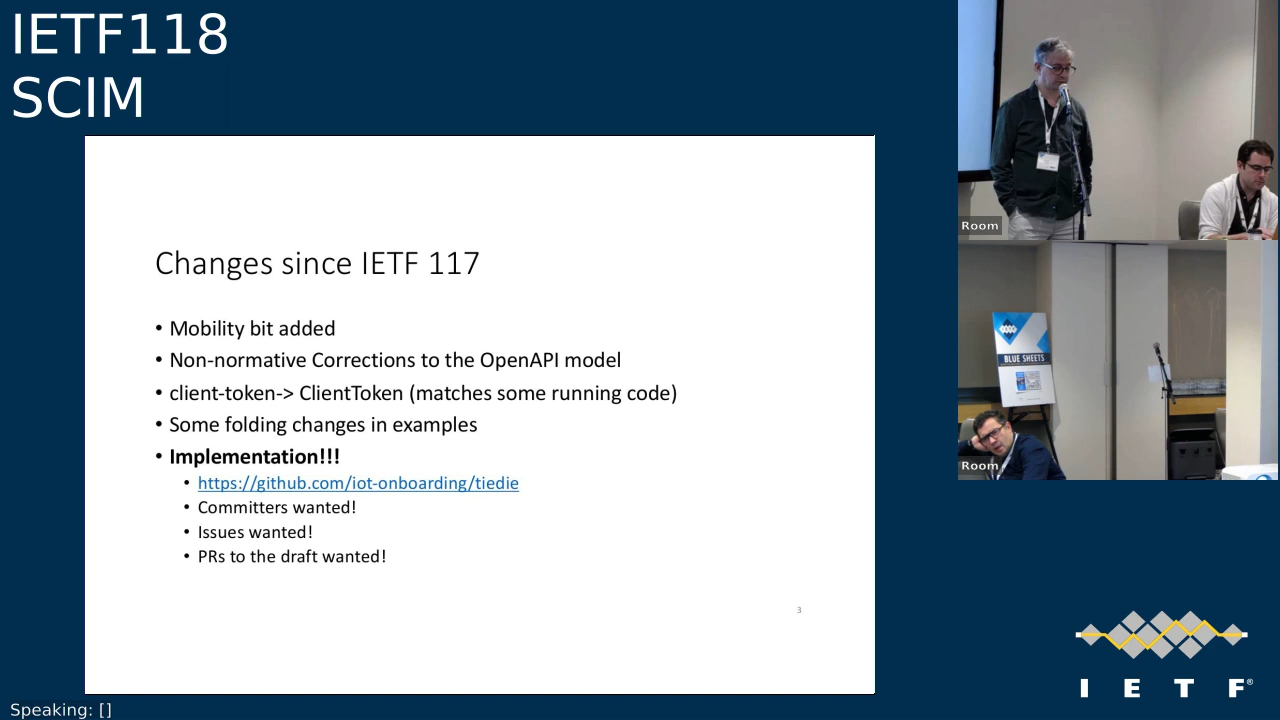 IETF118
SCIM
Changes since IETF 117
• Mobility bit added
• Non-normative Corrections to the OpenAPI model
• client-token-> ClientToken (matches some running code)
• Some folding changes in examples
• Implementation!!!
• https://github.com/iot-onboarding/tiedie
• Committers wanted!
• Issues wanted!
• PRs to the draft wanted!
3
Room
BLUE SHEETS
Room
I E T F®
Speaking: []